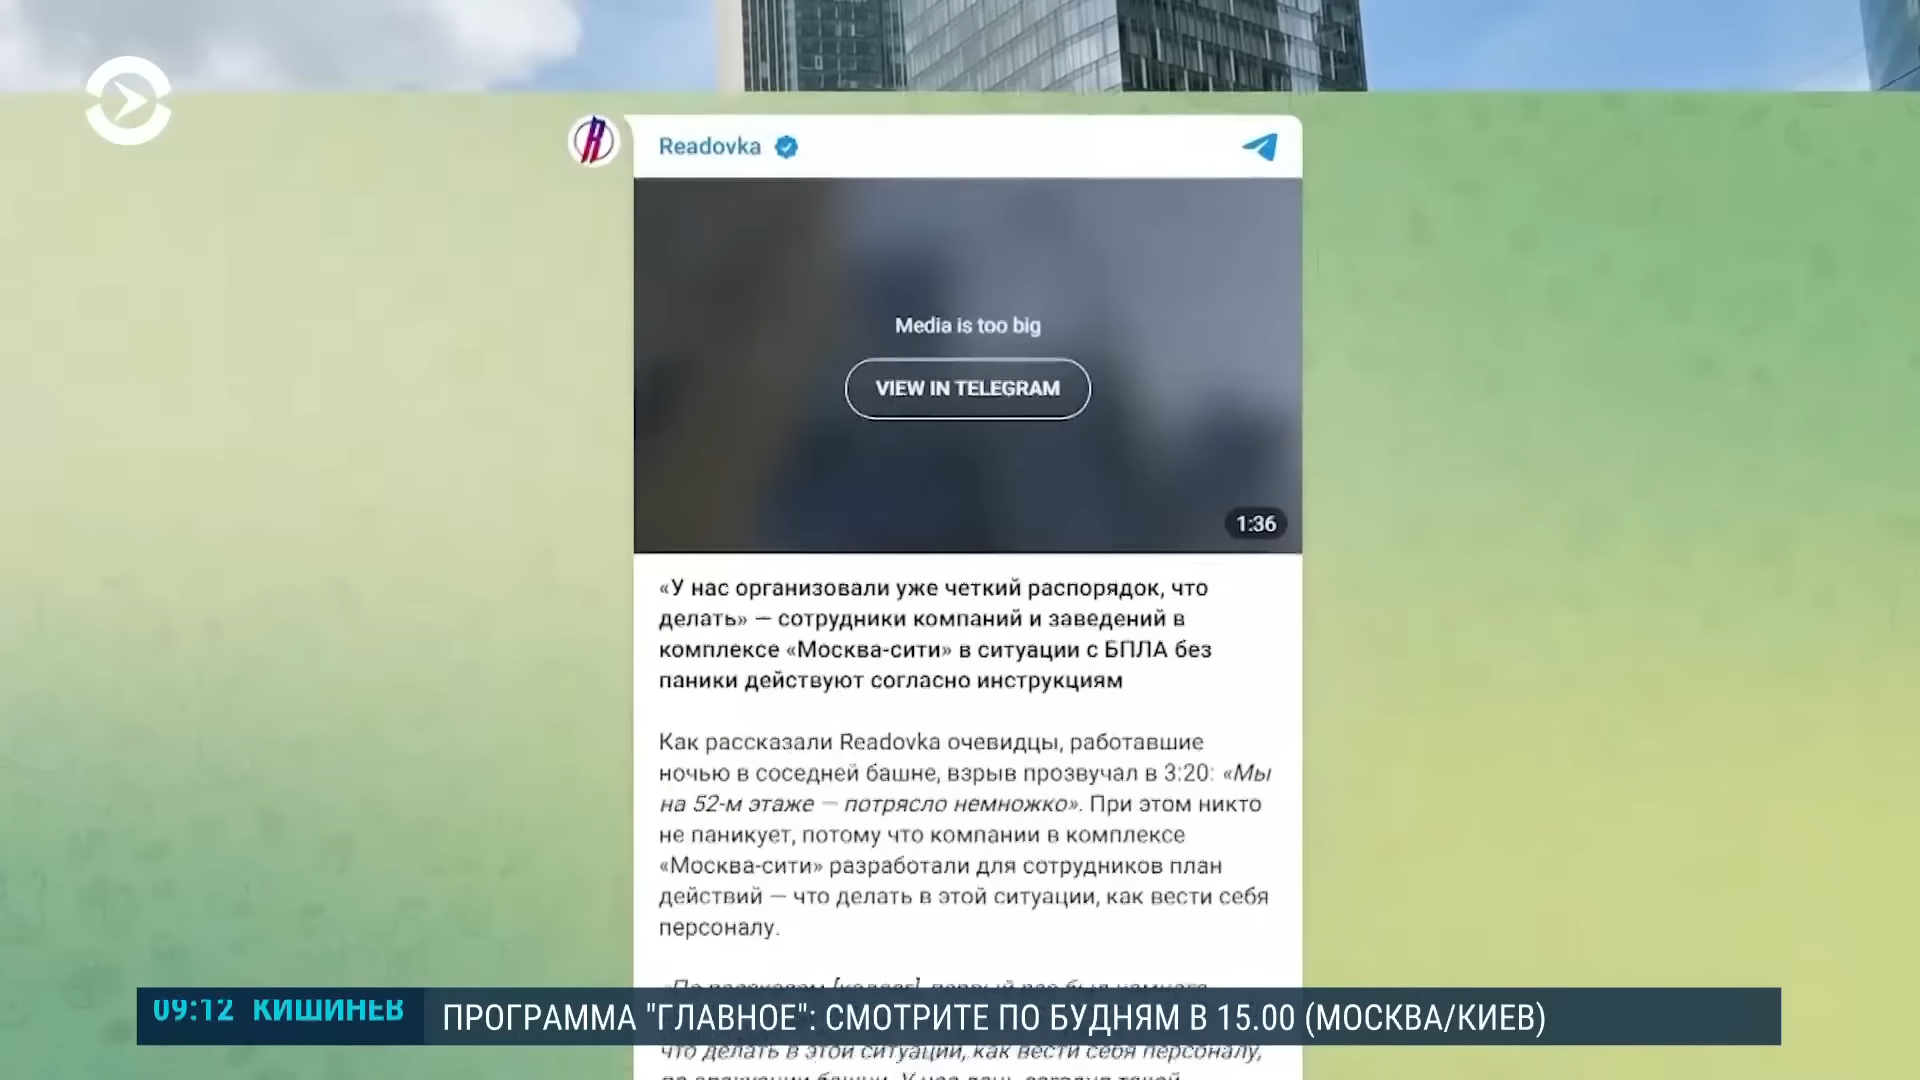 Readovka
Media is too big
VIEW IN TELEGRAM
1:36
«У нас организовали уже четкий распорядок, что
делать» — сотрудники компаний и заведений в
комплексе «Москва-сити» в ситуации с БПЛА без
паники действуют согласно инструкциям
Как рассказали Readovka очевидцы, работавшие
ночью в соседней башне, взрыв прозвучал в 3:20: «Мы
на 52-м этаже — потрясло немножко». При этом никто
не паникует, потому что компании в комплексе
«Москва-сити» разработали для сотрудников план
действий — что делать в этой ситуации, как вести себя
персоналу.
09:12 КИШИНЕВ
ПРОГРАММА "ГЛАВНОЕ": СМОТРИТЕ ПО БУДНЯМ В 15.00 (МОСКВА/КИЕВ)
что делать в этой ситуации, как вести себя персоналу,